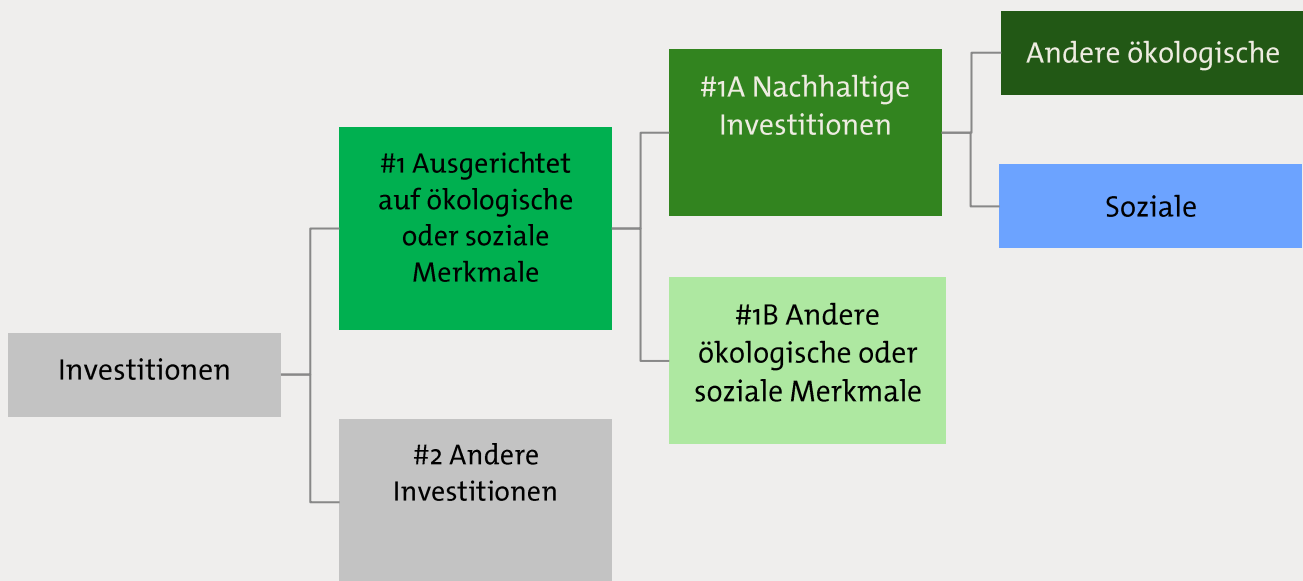 Andere ökologische
#1A Nachhaltige
Investitionen
#1 Ausgerichtet
auf ökologische
oder soziale
Merkmale
Soziale
#1B Andere
ökologische oder
soziale Merkmale
Investitionen
#2 Andere
Investitionen